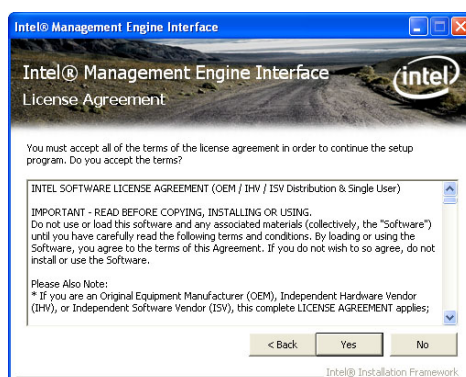 Intel® Management Engine Interface
Intel® Management Engine Interface
License Agreement
intel
You must accept all of the terms of the license agreement in order to continue the setup
program. Do you accept the terms?
INTEL SOFTWARE LICENSE AGREEMENT (OEM / IHV / ISV Distribution & Single User)
IMPORTANT - READ BEFORE COPYING, INSTALLING OR USING.
Do not use or load this software and any associated materials (collectively, the "Software")
until you have carefully read the following terms and conditions. By loading or using the
Software, you agree to the terms of this Agreement. If you do not wish to so agree, do not
install or use the Software.
Please Also Note:
* If you are an Original Equipment Manufacturer (OEM), Independent Hardware Vendor
(IHV), or Independent Software Vendor (ISV), this complete LICENSE AGREEMENT applies;
< Back Yes No
Intel® Installation Framework